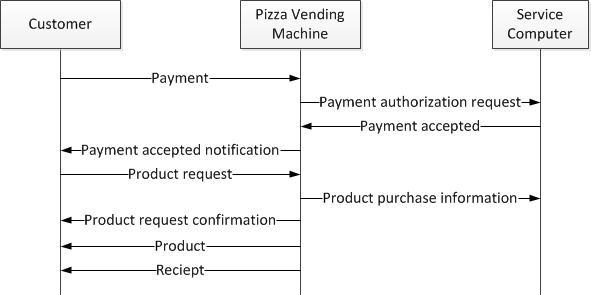 Customer
Pizza Vending
Machine
Service
Computer
Payment
Payment authorization request
Payment accepted
Payment accepted notification
Product request
Product purchase information
Product request confirmation
Product
Reciept